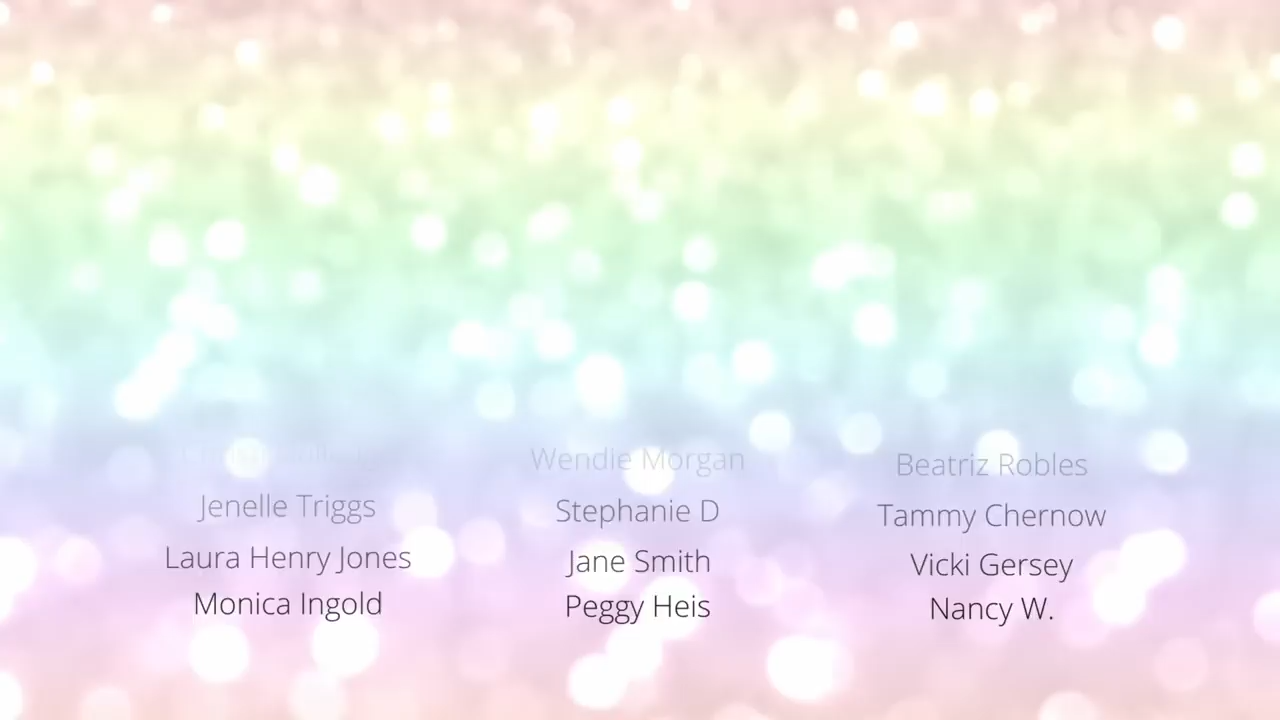 Wendie Morgan
Beatriz Robles
Jenelle Triggs
Stephanie D
Tammy Chernow
Laura Henry Jones
Jane Smith
Vicki Gersey
Monica Ingold
Peggy Heis
Nancy W.